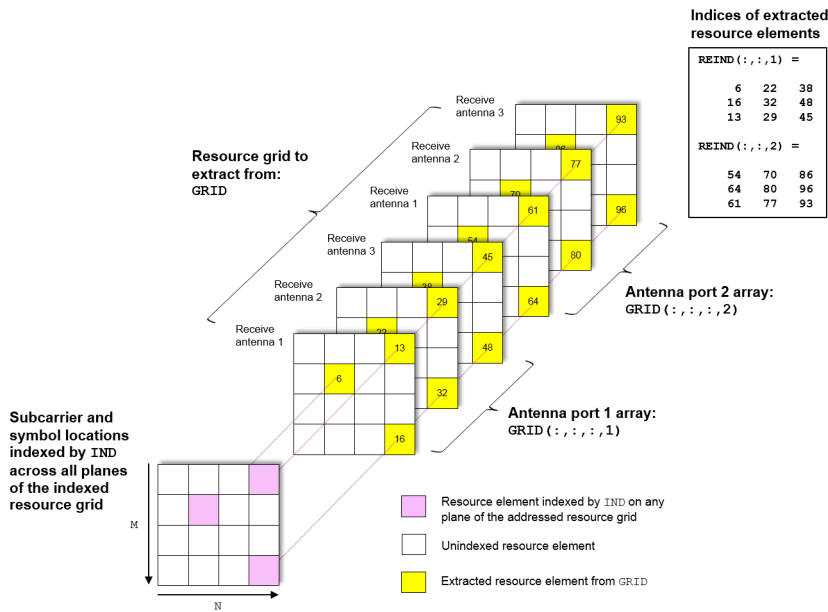 Indices of extracted
resource elements
REIND(:,:,1) =
6 22 38
16 32 48
13 29 45
REIND(:,:,2) =
54 70 86
64 80 96
61 77 93
Resource grid to
extract from:
GRID
Receive
antenna 3
Receive
antenna 2
Receive
antenna 1
Receive
antenna 3
Receive
antenna 2
Receive
antenna 1
93
86
96
77
70
80
61
54
64
45
38
48
29
22
32
13
6
16
Antenna port 2 array:
GRID(:,:,:,2)
Antenna port 1 array:
GRID(:,:,:,1)
Subcarrier and
symbol locations
indexed by IND
across all planes
of the indexed
resource grid
M
N
Resource element indexed by IND on any
plane of the addressed resource grid
Unindexed resource element
Extracted resource element from GRID